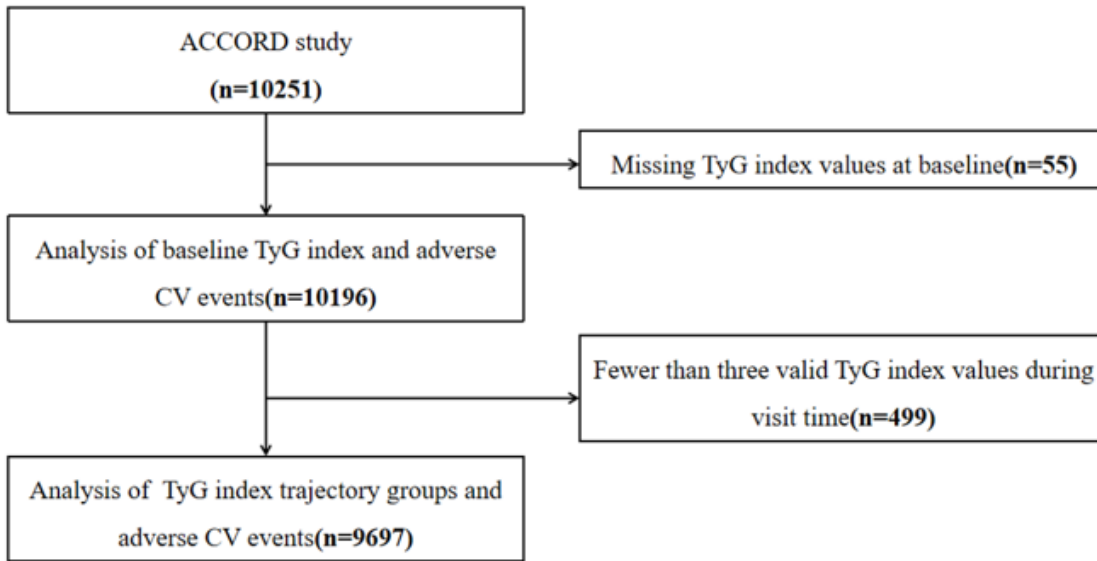 ACCORD study
(n=10251)
Missing TyG index values at baseline(n=55)
Analysis of baseline TyG index and adverse
CV events(n=10196)
Fewer than three valid TyG index values during
visit time(n=499)
Analysis of TyG index trajectory groups and
adverse CV events(n=9697)